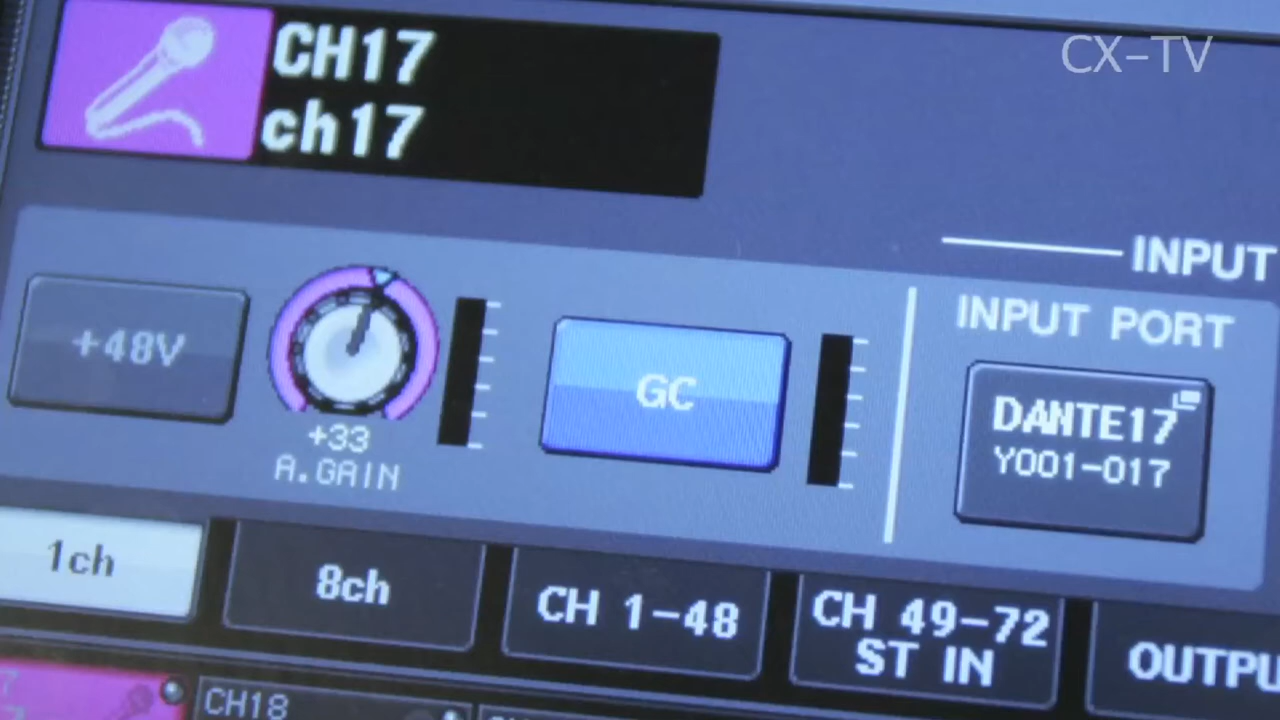 CX-TV
CH17
ch17
INPUT
INPUT PORT
+48V
GC
DANTE17
Y001-017
+33
A.GAIN
1ch
8ch
CH 1-48
CH 49-72
ST IN
OUTPU
CH18